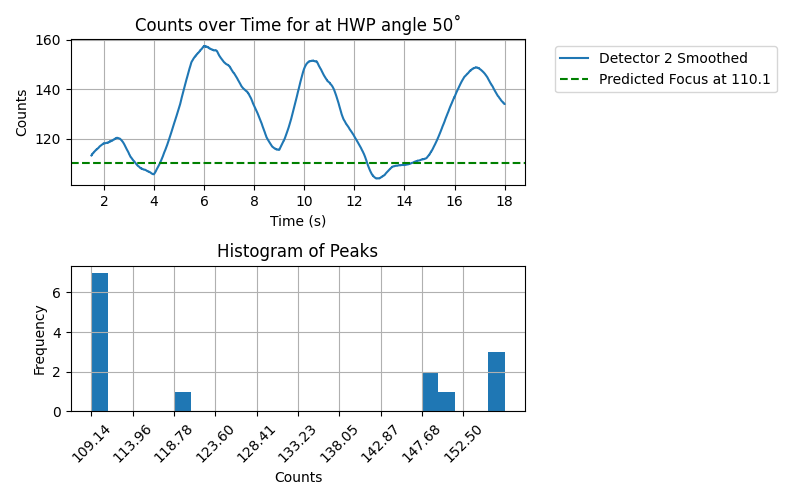 Counts over Time for at HWP angle 50˚
160
140
120
Counts
2 4 6 8 10 12 14 16 18
Time (s)
Detector 2 Smoothed
Predicted Focus at 110.1
Histogram of Peaks
6
4
2
0
Frequency
109.14 113.96 118.78 123.60 128.41 133.23 138.05 142.87 147.68 152.50
Counts